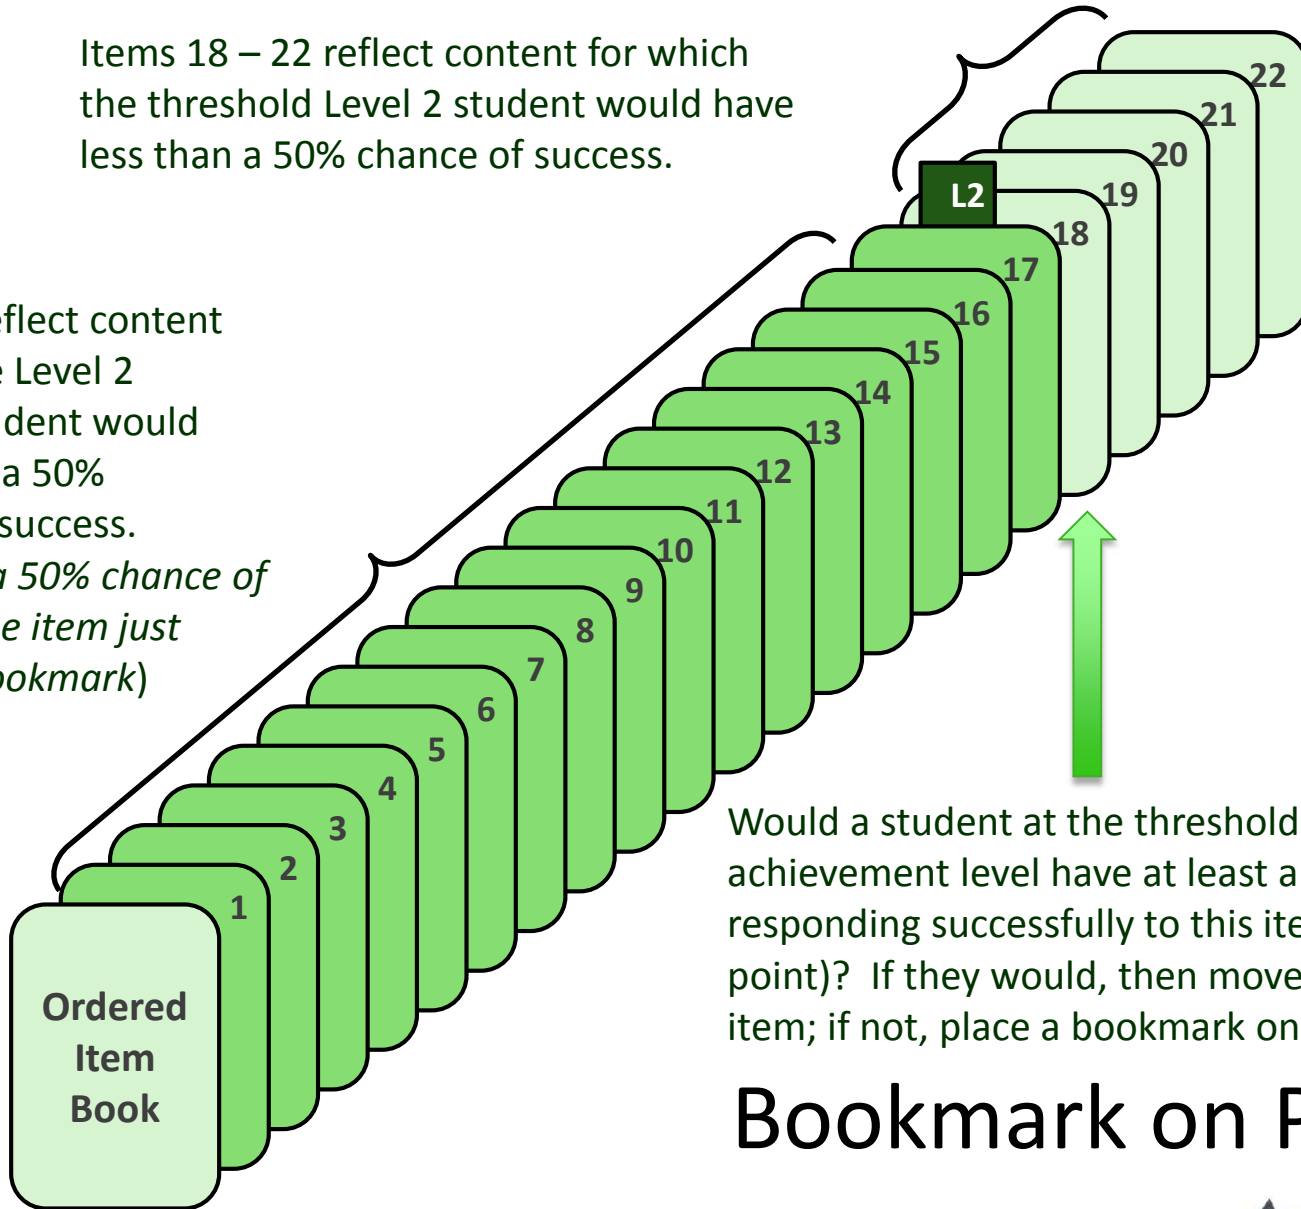 Items 18 – 22 reflect content for which
the threshold Level 2 student would have
less than a 50% chance of success.
22
21
20
19
L2
18
17
16
15
14
13
12
11
10
9
8
7
6
5
4
3
2
1
eflect content
e Level 2
dent would
a 50%
success.
a 50% chance of
e item just
ookmark)
Ordered
Item
Book
Would a student at the threshold
achievement level have at least a
responding successfully to this ite
point)? If they would, then move
item; if not, place a bookmark on
Bookmark on P